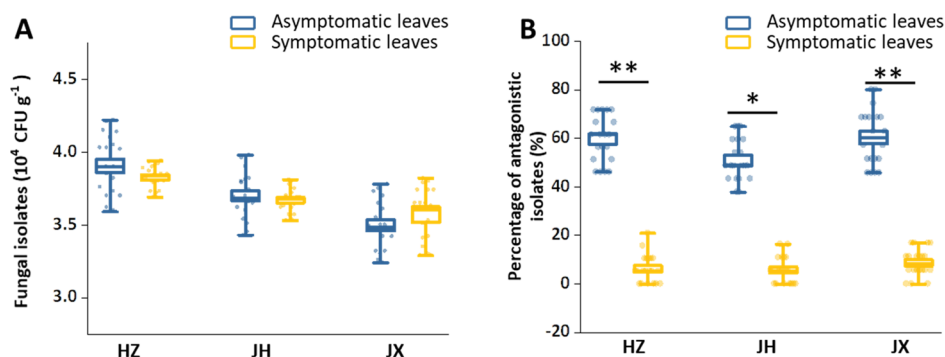 A
Asymptomatic leaves
Symptomatic leaves
Fungal isolates (10⁴ CFU g⁻¹)
4.5
4.0
3.5
3.0
HZ
JH
JX
B
Asymptomatic leaves
Symptomatic leaves
Percentage of antagonistic
isolates (%)
100
80
60
40
20
0
-20
**
*
**
HZ
JH
JX